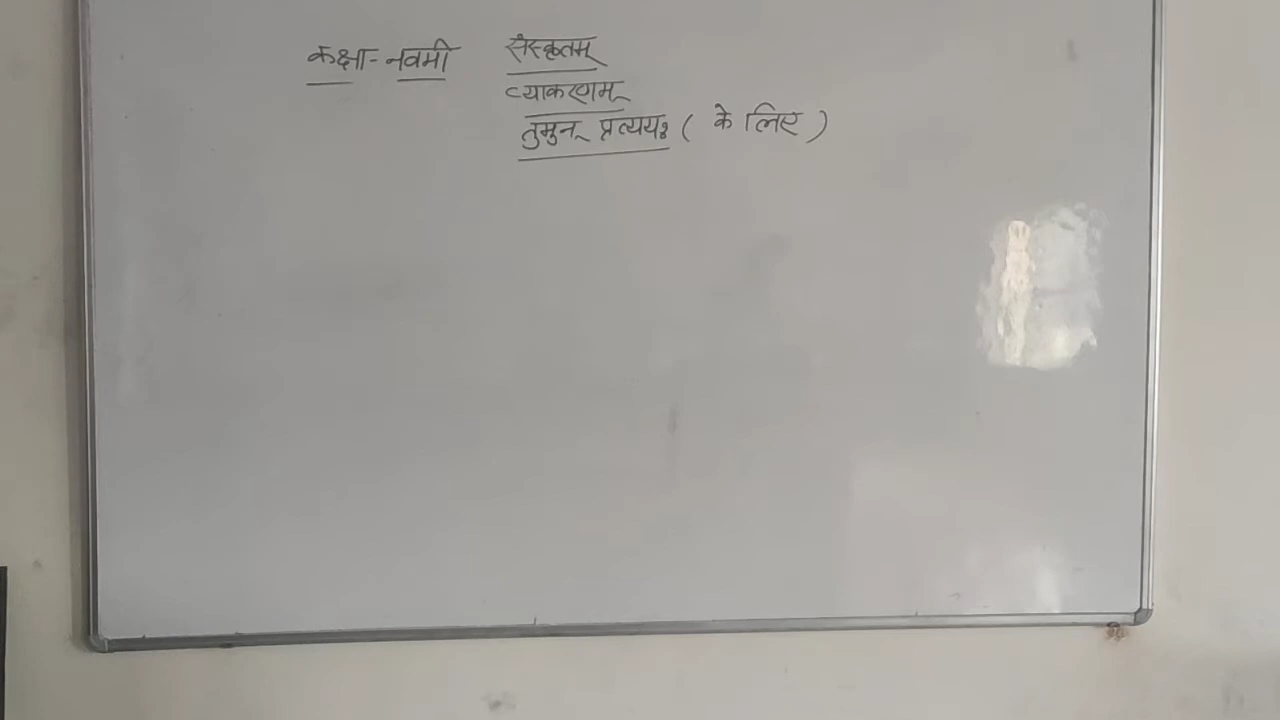 कक्षा-नवमी संस्कृतम्
व्याकरणम्
तुमुन् प्रत्ययः ( के लिए )